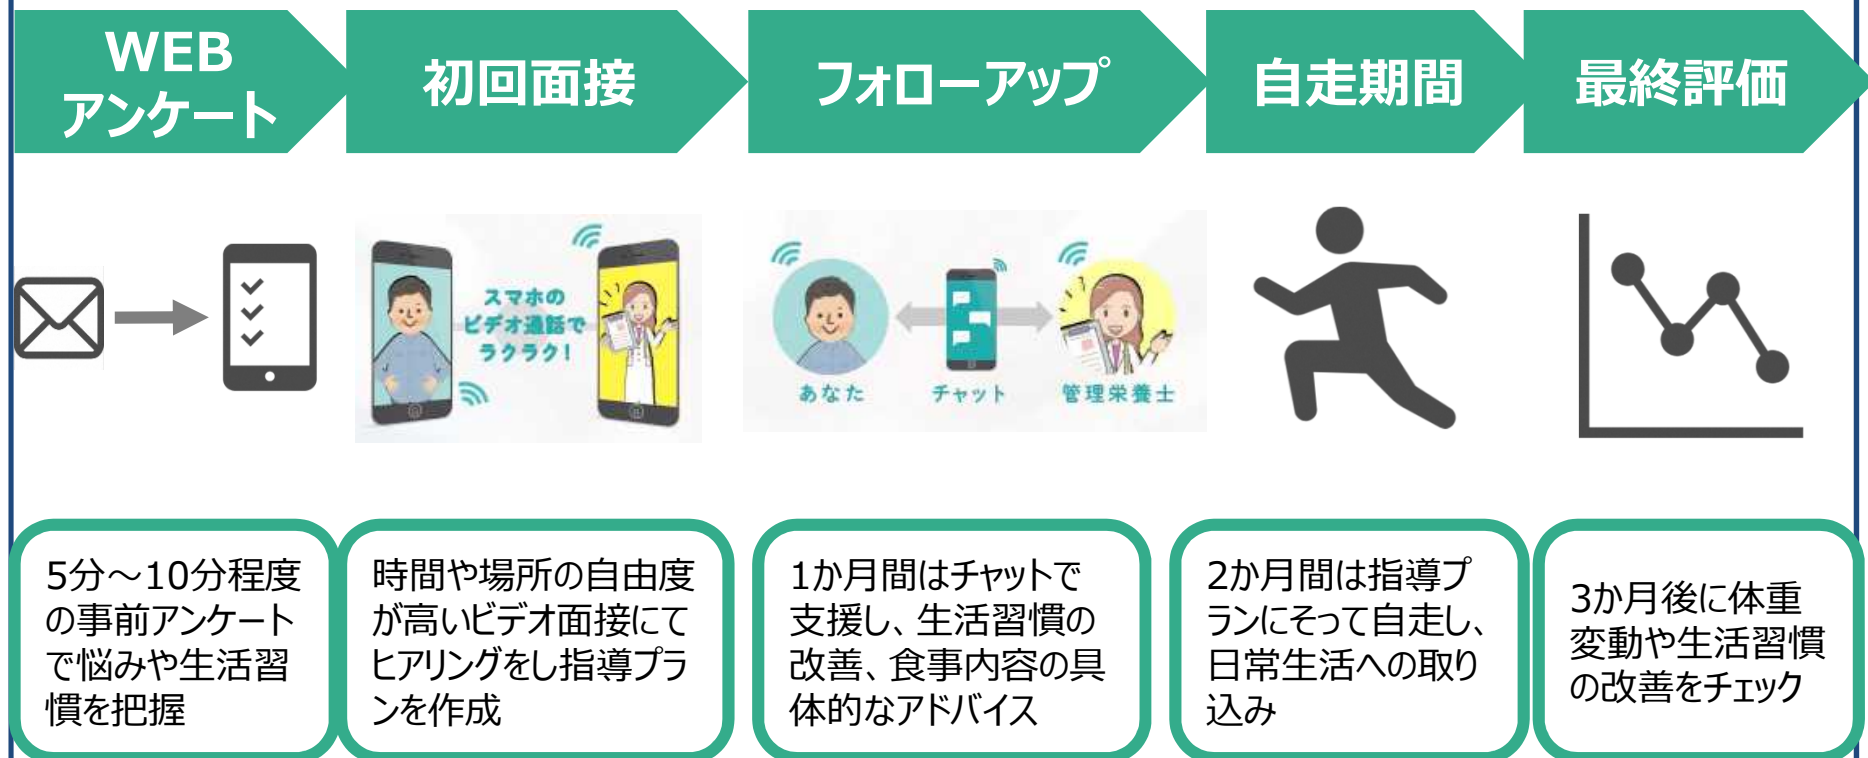 WEB
アンケート
初回面接
フォローアップ
自走期間
最終評価
スマホの
ビデオ通話で
ラクラク！
あなた
チャット
管理栄養士
5分～10分程度
の事前アンケート
で悩みや生活習
慣を把握
時間や場所の自由度
が高いビデオ面接にて
ヒアリングをし指導プラ
ンを作成
1か月間はチャットで
支援し、生活習慣の
改善、食事内容の具
体的なアドバイス
2か月間は指導プ
ランにそって自走し、
日常生活への取り
込み
3か月後に体重
変動や生活習慣
の改善をチェック